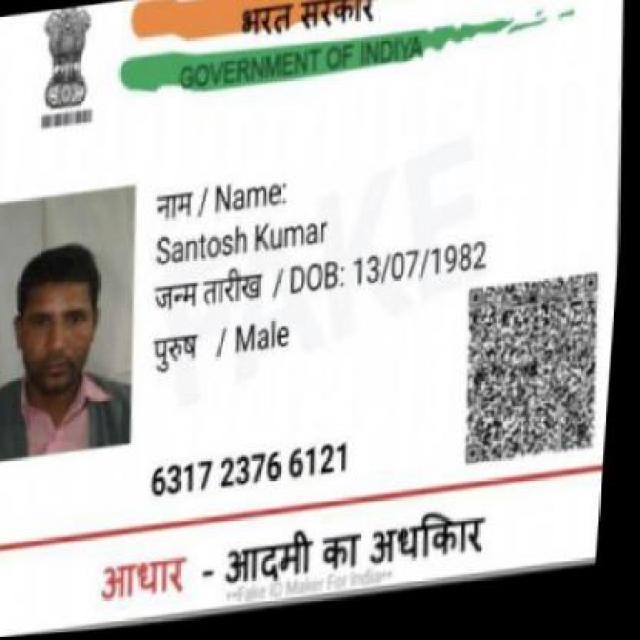 भरत सरकार
GOVERNMENT OF INDIYA
FAKE
नाम / Name:
Santosh Kumar
जन्म तारीख / DOB: 13/07/1982
पुरुष / Male
6317 2376 6121
आधार - आदमी का अधकिार
**Fake ID Maker For India**